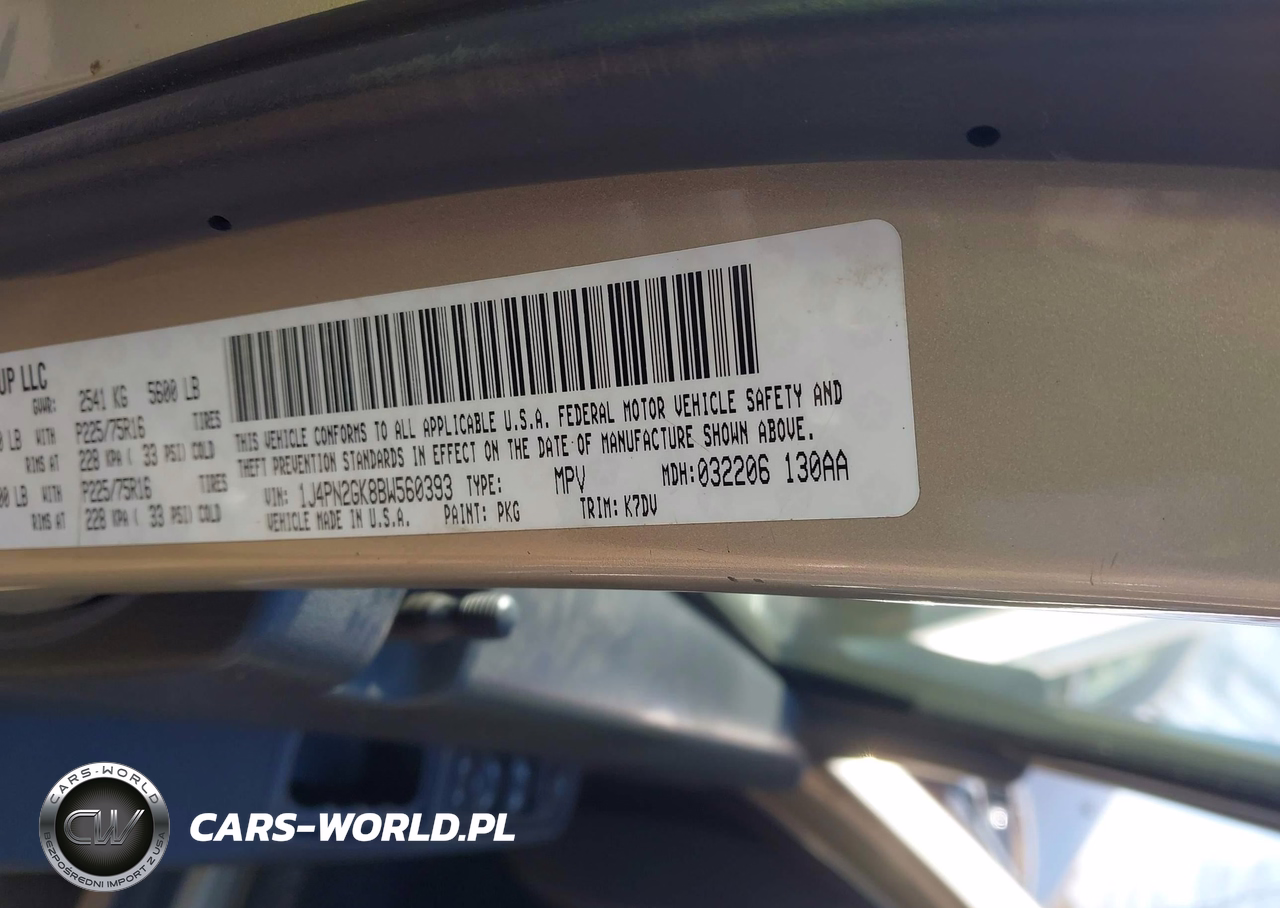 UP LLC
GVWR: 2541 KG 5600 LB
0 LB WITH P225/75R16 TIRES
RIMS AT 228 KPA ( 33 PSI) COLD
00 LB WITH P225/75R16 TIRES
RIMS AT 228 KPA ( 33 PSI) COLD
THIS VEHICLE CONFORMS TO ALL APPLICABLE U.S.A. FEDERAL MOTOR VEHICLE SAFETY AND
THEFT PREVENTION STANDARDS IN EFFECT ON THE DATE OF MANUFACTURE SHOWN ABOVE.
VIN: 1J4PN2GK8BW560393 TYPE: MPV MDH:032206 130AA
VEHICLE MADE IN U.S.A. PAINT: PKG TRIM: K7DV
CARS-WORLD
CW
BEZPOŚREDNI IMPORT Z USA
CARS-WORLD.PL